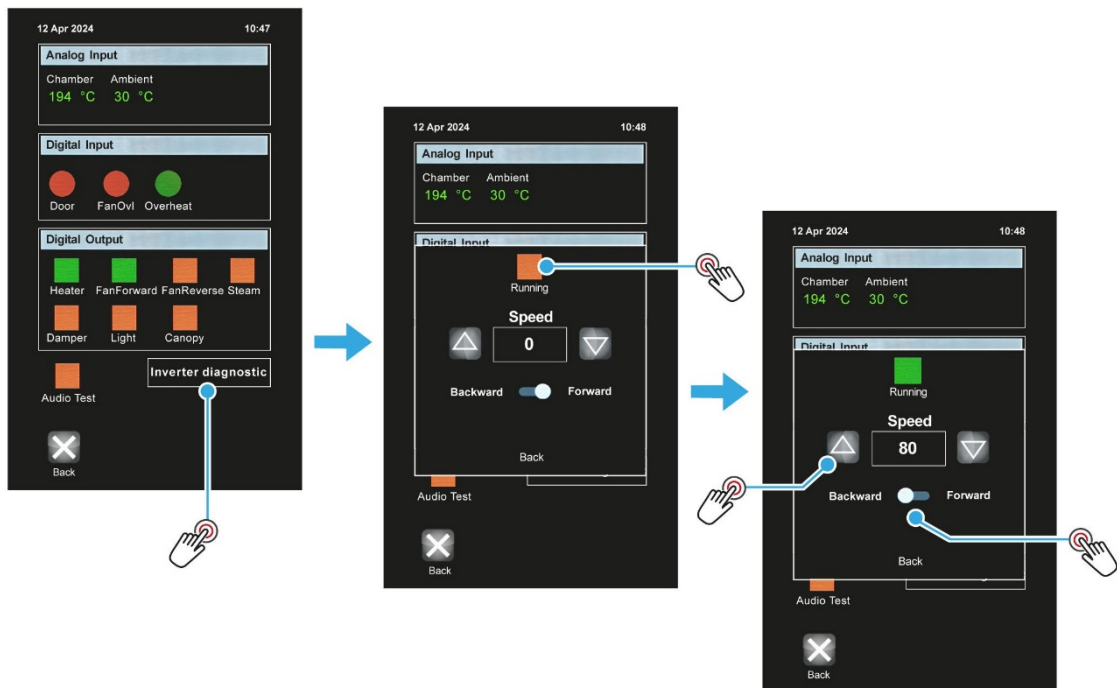 12 Apr 2024 10:47
Analog Input
Chamber Ambient
194 °C 30 °C
Digital Input
Door FanOvl Overheat
Digital Output
Heater FanForward FanReverse Steam
Damper Light Canopy
Inverter diagnostic
Audio Test
Back
12 Apr 2024 10:48
Analog Input
Chamber Ambient
194 °C 30 °C
Digital Input
Running
Speed
0
Backward Forward
Back
Audio Test
Back
12 Apr 2024 10:48
Analog Input
Chamber Ambient
194 °C 30 °C
Digital Input
Running
Speed
80
Backward Forward
Back
Audio Test
Back